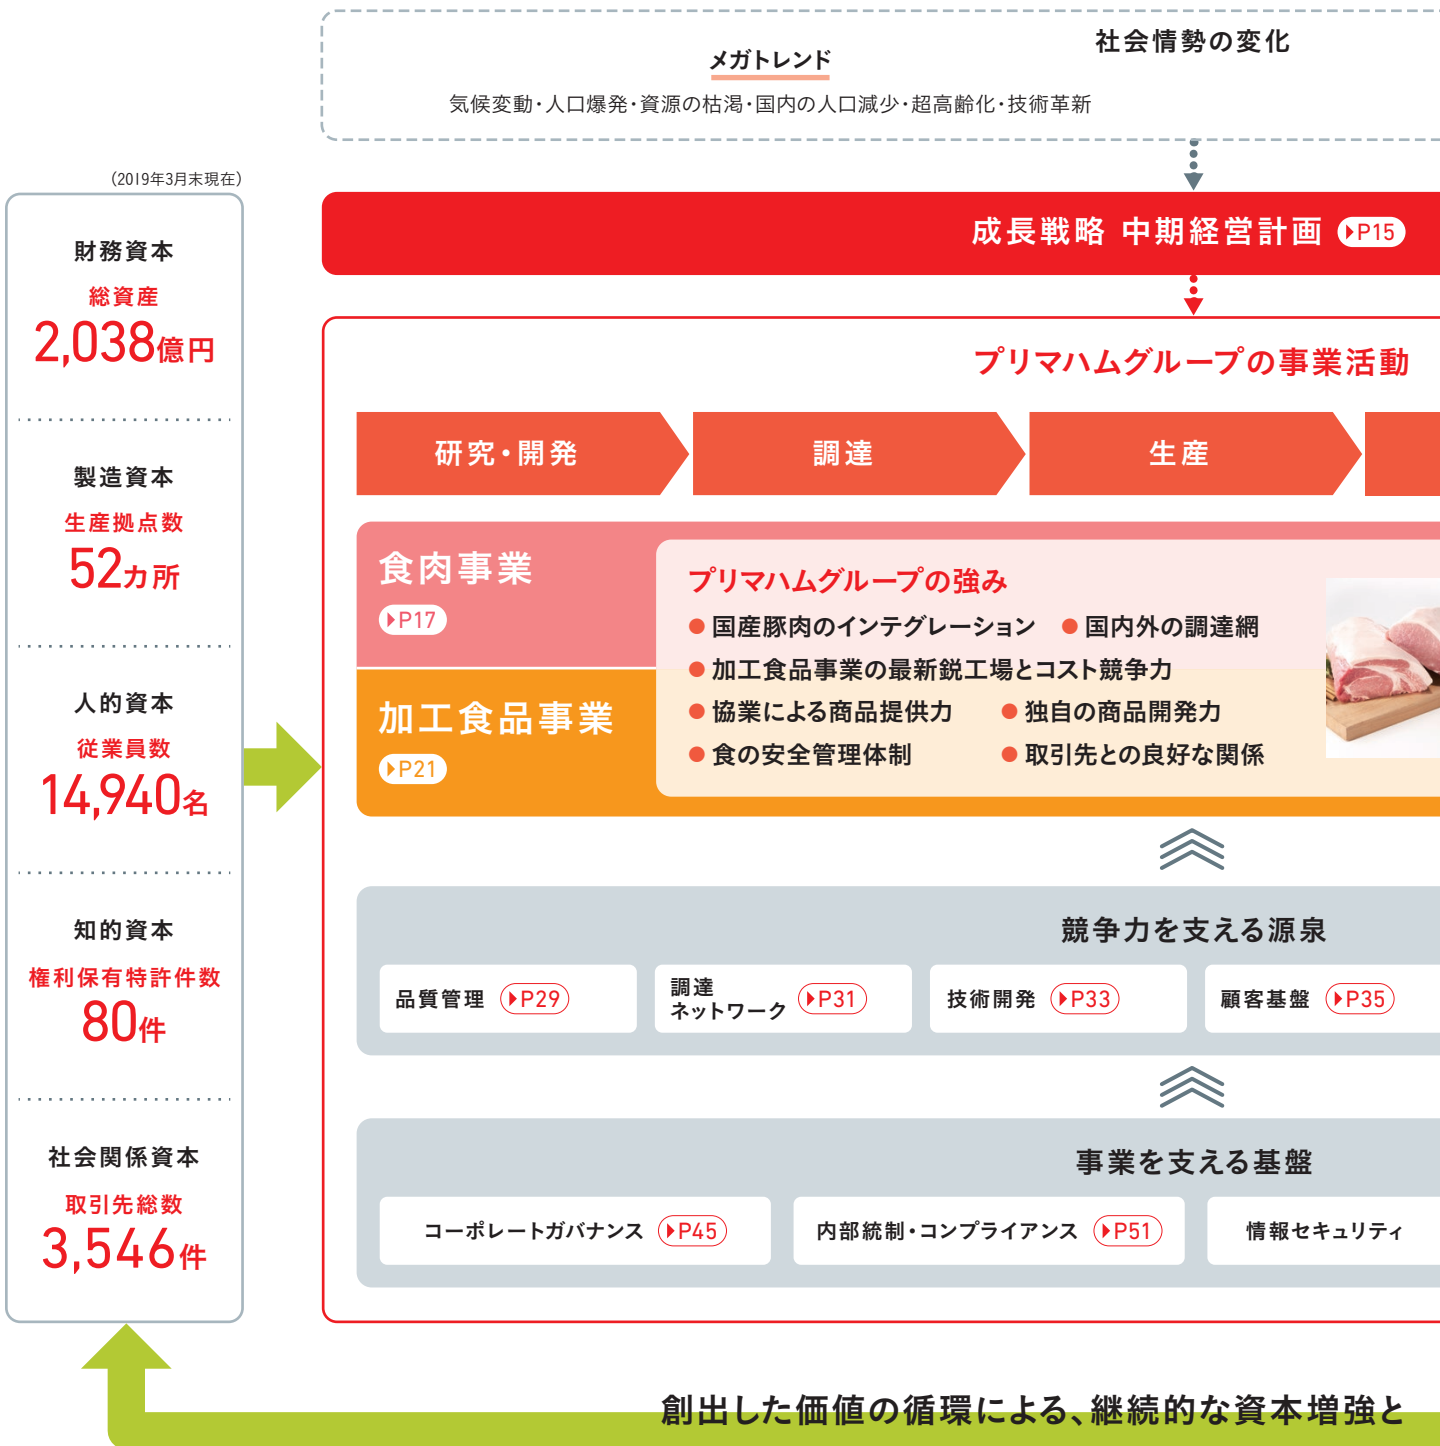 社会情勢の変化
メガトレンド
気候変動・人口爆発・資源の枯渇・国内の人口減少・超高齢化・技術革新
(2019年3月末現在)
財務資本
総資産
2,038億円
製造資本
生産拠点数
52カ所
人的資本
従業員数
14,940名
知的資本
権利保有特許件数
80件
社会関係資本
取引先総数
3,546件
成長戦略 中期経営計画 P15
プリマハムグループの事業活動
研究・開発
調達
生産
食肉事業
P17
加工食品事業
P21
プリマハムグループの強み
国産豚肉のインテグレーション 国内外の調達網
加工食品事業の最新鋭工場とコスト競争力
協業による商品提供力 独自の商品開発力
食の安全管理体制 取引先との良好な関係
競争力を支える源泉
品質管理 P29
調達
ネットワーク P31
技術開発 P33
顧客基盤 P35
事業を支える基盤
コーポレートガバナンス P45
内部統制・コンプライアンス P51
情報セキュリティ
創出した価値の循環による、継続的な資本増強と